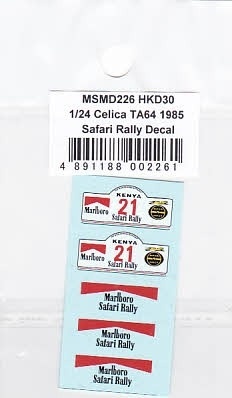 MSMD226 HKD30
1/24 Celica TA64 1985
Safari Rally Decal
4 891188 002261
KENYA
Marlboro
21
Safari Rally
KENYA
Marlboro
21
Safari Rally
Marlboro
Safari Rally
Marlboro
Safari Rally
Marlboro
Safari Rally